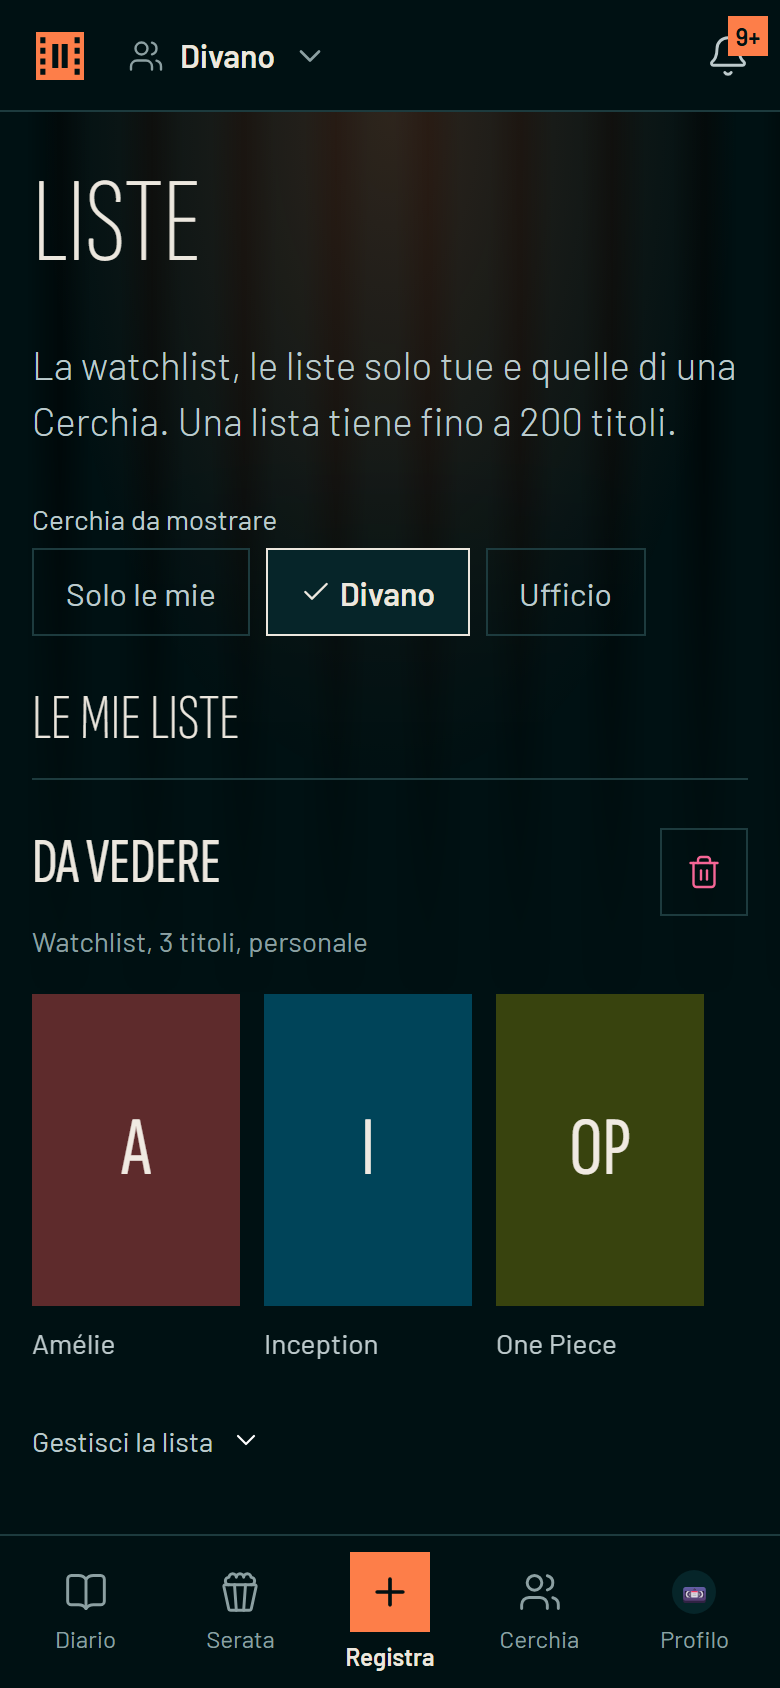 Divano
9+
LISTE
La watchlist, le liste solo tue e quelle di una
Cerchia. Una lista tiene fino a 200 titoli.
Cerchia da mostrare
Solo le mie
Divano
Ufficio
LE MIE LISTE
DA VEDERE
Watchlist, 3 titoli, personale
A
I
OP
Amélie
Inception
One Piece
Gestisci la lista
Diario
Serata
Registra
Cerchia
Profilo